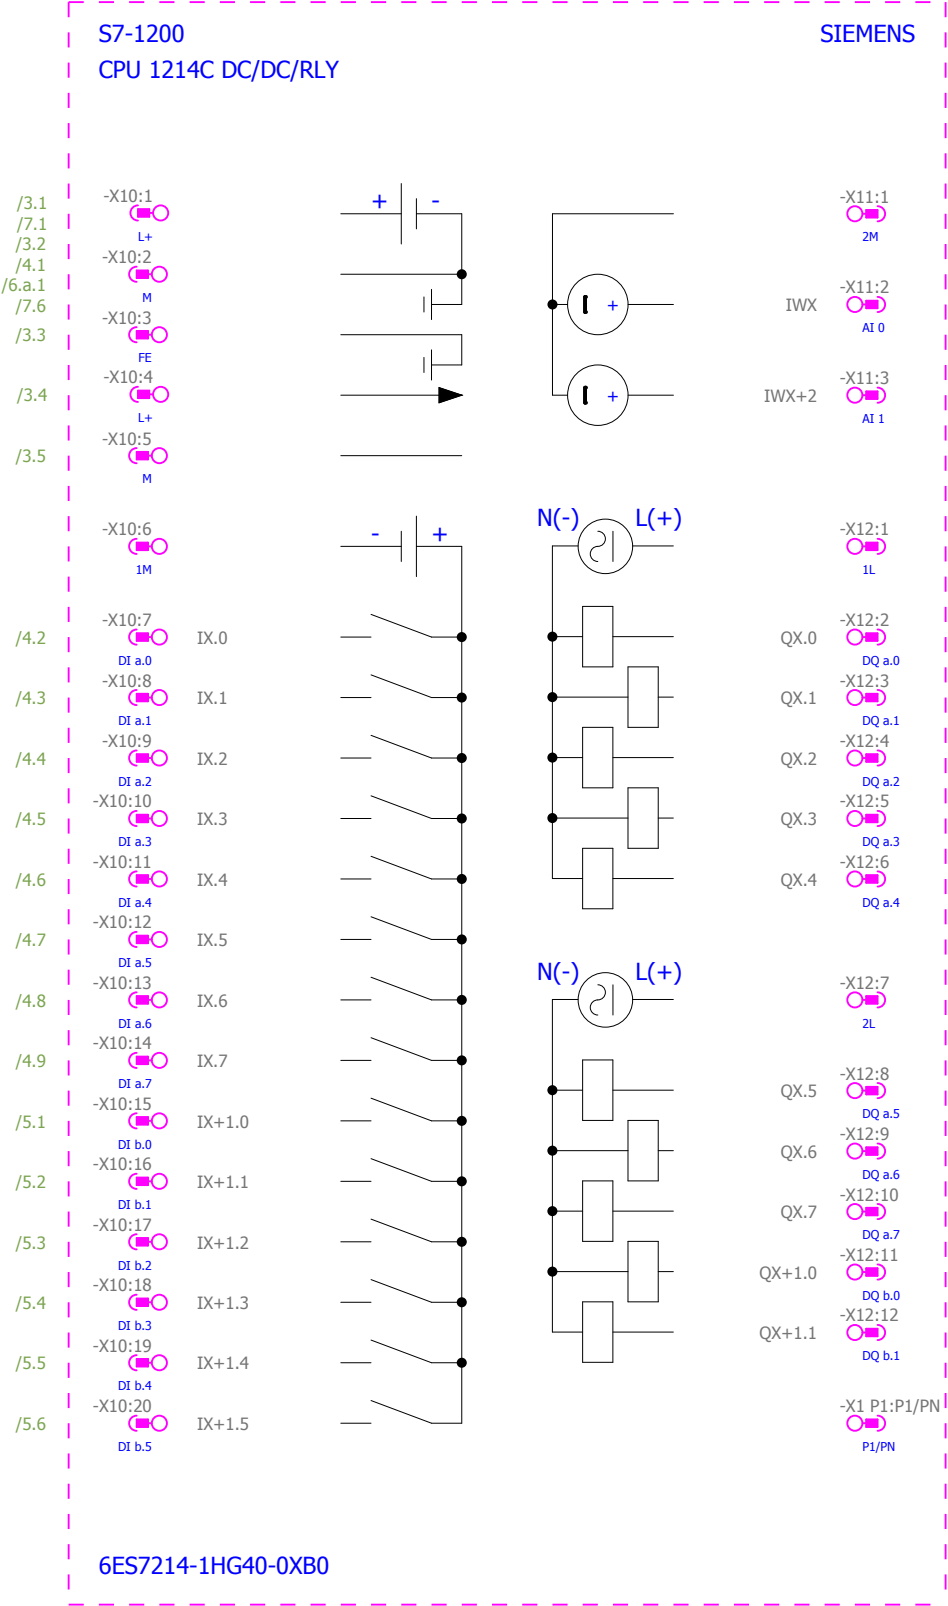 S7-1200 SIEMENS
CPU 1214C DC/DC/RLY
/3.1 -X10:1 + - -X11:1
/7.1
L+ 2M
/3.2
-X10:2
/4.1
/6.a.1 -X11:2
M IWX
/7.6
-X10:3 AI 0
/3.3
FE
-X10:4 -X11:3
/3.4 IWX+2
L+ AI 1
-X10:5
/3.5
M
N(-) L(+)
-X10:6 - + -X12:1
1M 1L
-X10:7 -X12:2
/4.2 IX.0 QX.0
DI a.0 DQ a.0
-X10:8 -X12:3
/4.3 IX.1 QX.1
DI a.1 DQ a.1
-X10:9 -X12:4
/4.4 IX.2 QX.2
DI a.2 DQ a.2
-X10:10 -X12:5
/4.5 IX.3 QX.3
DI a.3 DQ a.3
-X10:11 -X12:6
/4.6 IX.4 QX.4
DI a.4 DQ a.4
-X10:12
/4.7 IX.5
DI a.5
N(-) L(+)
-X10:13 -X12:7
/4.8 IX.6
DI a.6 2L
-X10:14
/4.9 IX.7
DI a.7 -X12:8
QX.5
-X10:15 DQ a.5
/5.1 IX+1.0
DI b.0 -X12:9
QX.6
-X10:16 DQ a.6
/5.2 IX+1.1
DI b.1 -X12:10
QX.7
-X10:17 DQ a.7
/5.3 IX+1.2
DI b.2 -X12:11
QX+1.0
-X10:18 DQ b.0
/5.4 IX+1.3
DI b.3 -X12:12
QX+1.1
-X10:19 DQ b.1
/5.5 IX+1.4
DI b.4
-X10:20 -X1 P1:P1/PN
/5.6 IX+1.5
DI b.5 P1/PN
6ES7214-1HG40-0XB0